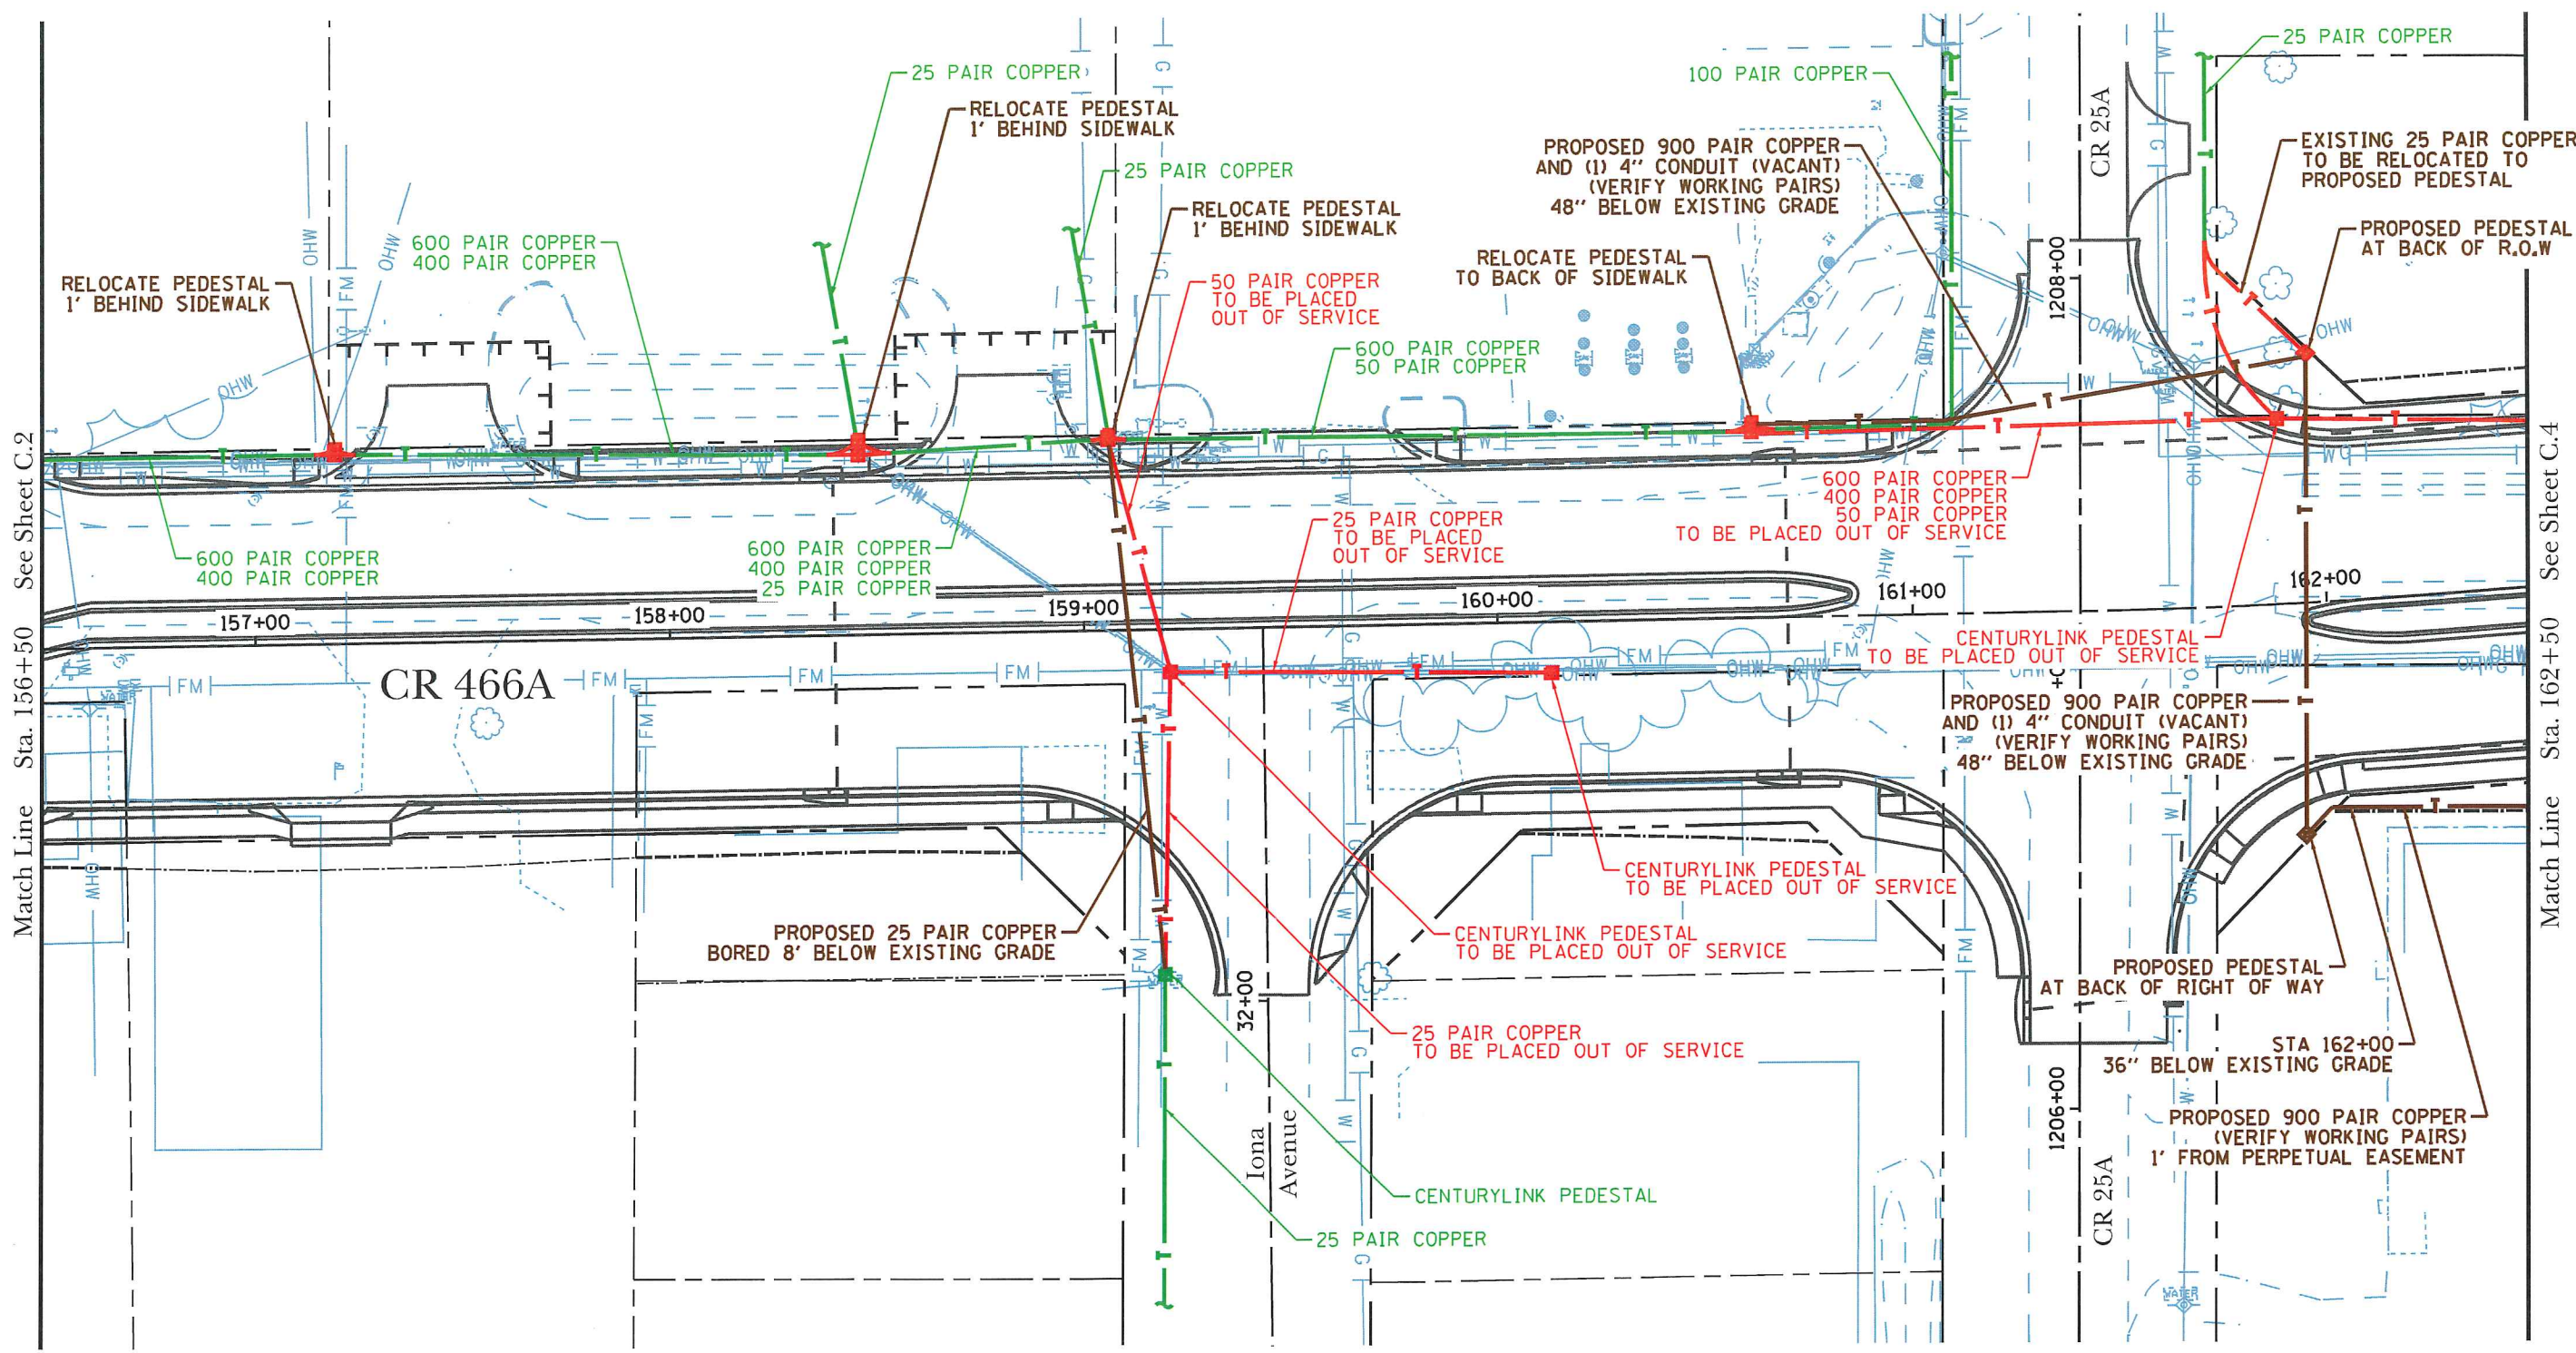 25 PAIR COPPER
25 PAIR COPPER
100 PAIR COPPER
RELOCATE PEDESTAL
1' BEHIND SIDEWALK
CR 25A
EXISTING 25 PAIR COPPER
TO BE RELOCATED TO
PROPOSED PEDESTAL
PROPOSED 900 PAIR COPPER
AND (1) 4" CONDUIT (VACANT)
(VERIFY WORKING PAIRS)
48" BELOW EXISTING GRADE
25 PAIR COPPER
RELOCATE PEDESTAL
1' BEHIND SIDEWALK
PROPOSED PEDESTAL
AT BACK OF R.O.W
600 PAIR COPPER
400 PAIR COPPER
RELOCATE PEDESTAL
TO BACK OF SIDEWALK
1208+00
RELOCATE PEDESTAL
1' BEHIND SIDEWALK
50 PAIR COPPER
TO BE PLACED
OUT OF SERVICE
600 PAIR COPPER
50 PAIR COPPER
Match Line Sta. 156+50 See Sheet C.2
Match Line Sta. 162+50 See Sheet C.4
600 PAIR COPPER
400 PAIR COPPER
50 PAIR COPPER
TO BE PLACED OUT OF SERVICE
25 PAIR COPPER
TO BE PLACED
OUT OF SERVICE
600 PAIR COPPER
400 PAIR COPPER
600 PAIR COPPER
400 PAIR COPPER
25 PAIR COPPER
157+00
158+00
159+00
160+00
161+00
162+00
CENTURYLINK PEDESTAL
TO BE PLACED OUT OF SERVICE
CR 466A
FM
FM
FM
FM
FM
FM
OHW
OHW
OHW
OHW
PROPOSED 900 PAIR COPPER
AND (1) 4" CONDUIT (VACANT)
(VERIFY WORKING PAIRS)
48" BELOW EXISTING GRADE
CENTURYLINK PEDESTAL
TO BE PLACED OUT OF SERVICE
PROPOSED 25 PAIR COPPER
BORED 8' BELOW EXISTING GRADE
CENTURYLINK PEDESTAL
TO BE PLACED OUT OF SERVICE
PROPOSED PEDESTAL
AT BACK OF RIGHT OF WAY
32+00
25 PAIR COPPER
TO BE PLACED OUT OF SERVICE
STA 162+00
36" BELOW EXISTING GRADE
1206+00
PROPOSED 900 PAIR COPPER
(VERIFY WORKING PAIRS)
1' FROM PERPETUAL EASEMENT
Iona
Avenue
CR 25A
CENTURYLINK PEDESTAL
25 PAIR COPPER
WATER